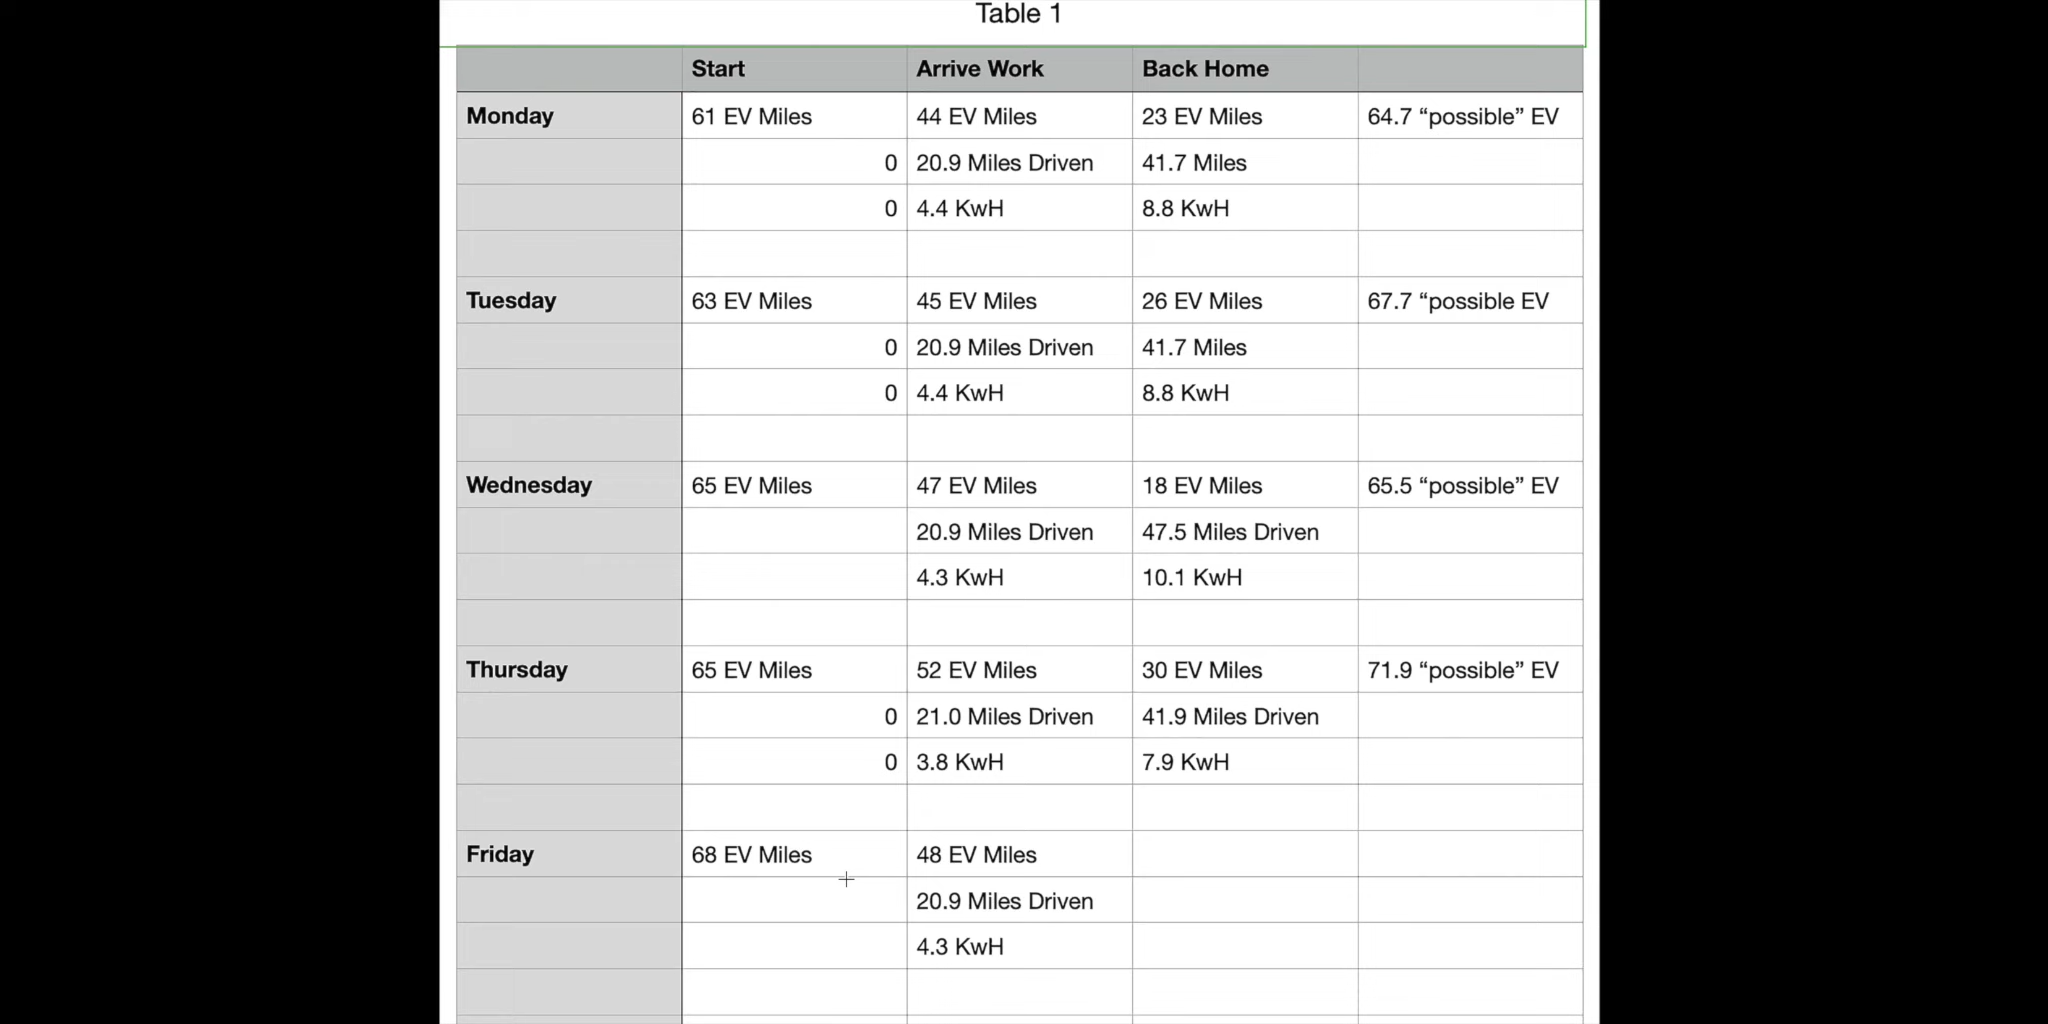 Table 1
Start Arrive Work Back Home
Monday 61 EV Miles 44 EV Miles 23 EV Miles 64.7 “possible” EV
0 20.9 Miles Driven 41.7 Miles
0 4.4 KwH 8.8 KwH
Tuesday 63 EV Miles 45 EV Miles 26 EV Miles 67.7 “possible EV
0 20.9 Miles Driven 41.7 Miles
0 4.4 KwH 8.8 KwH
Wednesday 65 EV Miles 47 EV Miles 18 EV Miles 65.5 “possible” EV
20.9 Miles Driven 47.5 Miles Driven
4.3 KwH 10.1 KwH
Thursday 65 EV Miles 52 EV Miles 30 EV Miles 71.9 “possible” EV
0 21.0 Miles Driven 41.9 Miles Driven
0 3.8 KwH 7.9 KwH
Friday 68 EV Miles 48 EV Miles
20.9 Miles Driven
4.3 KwH